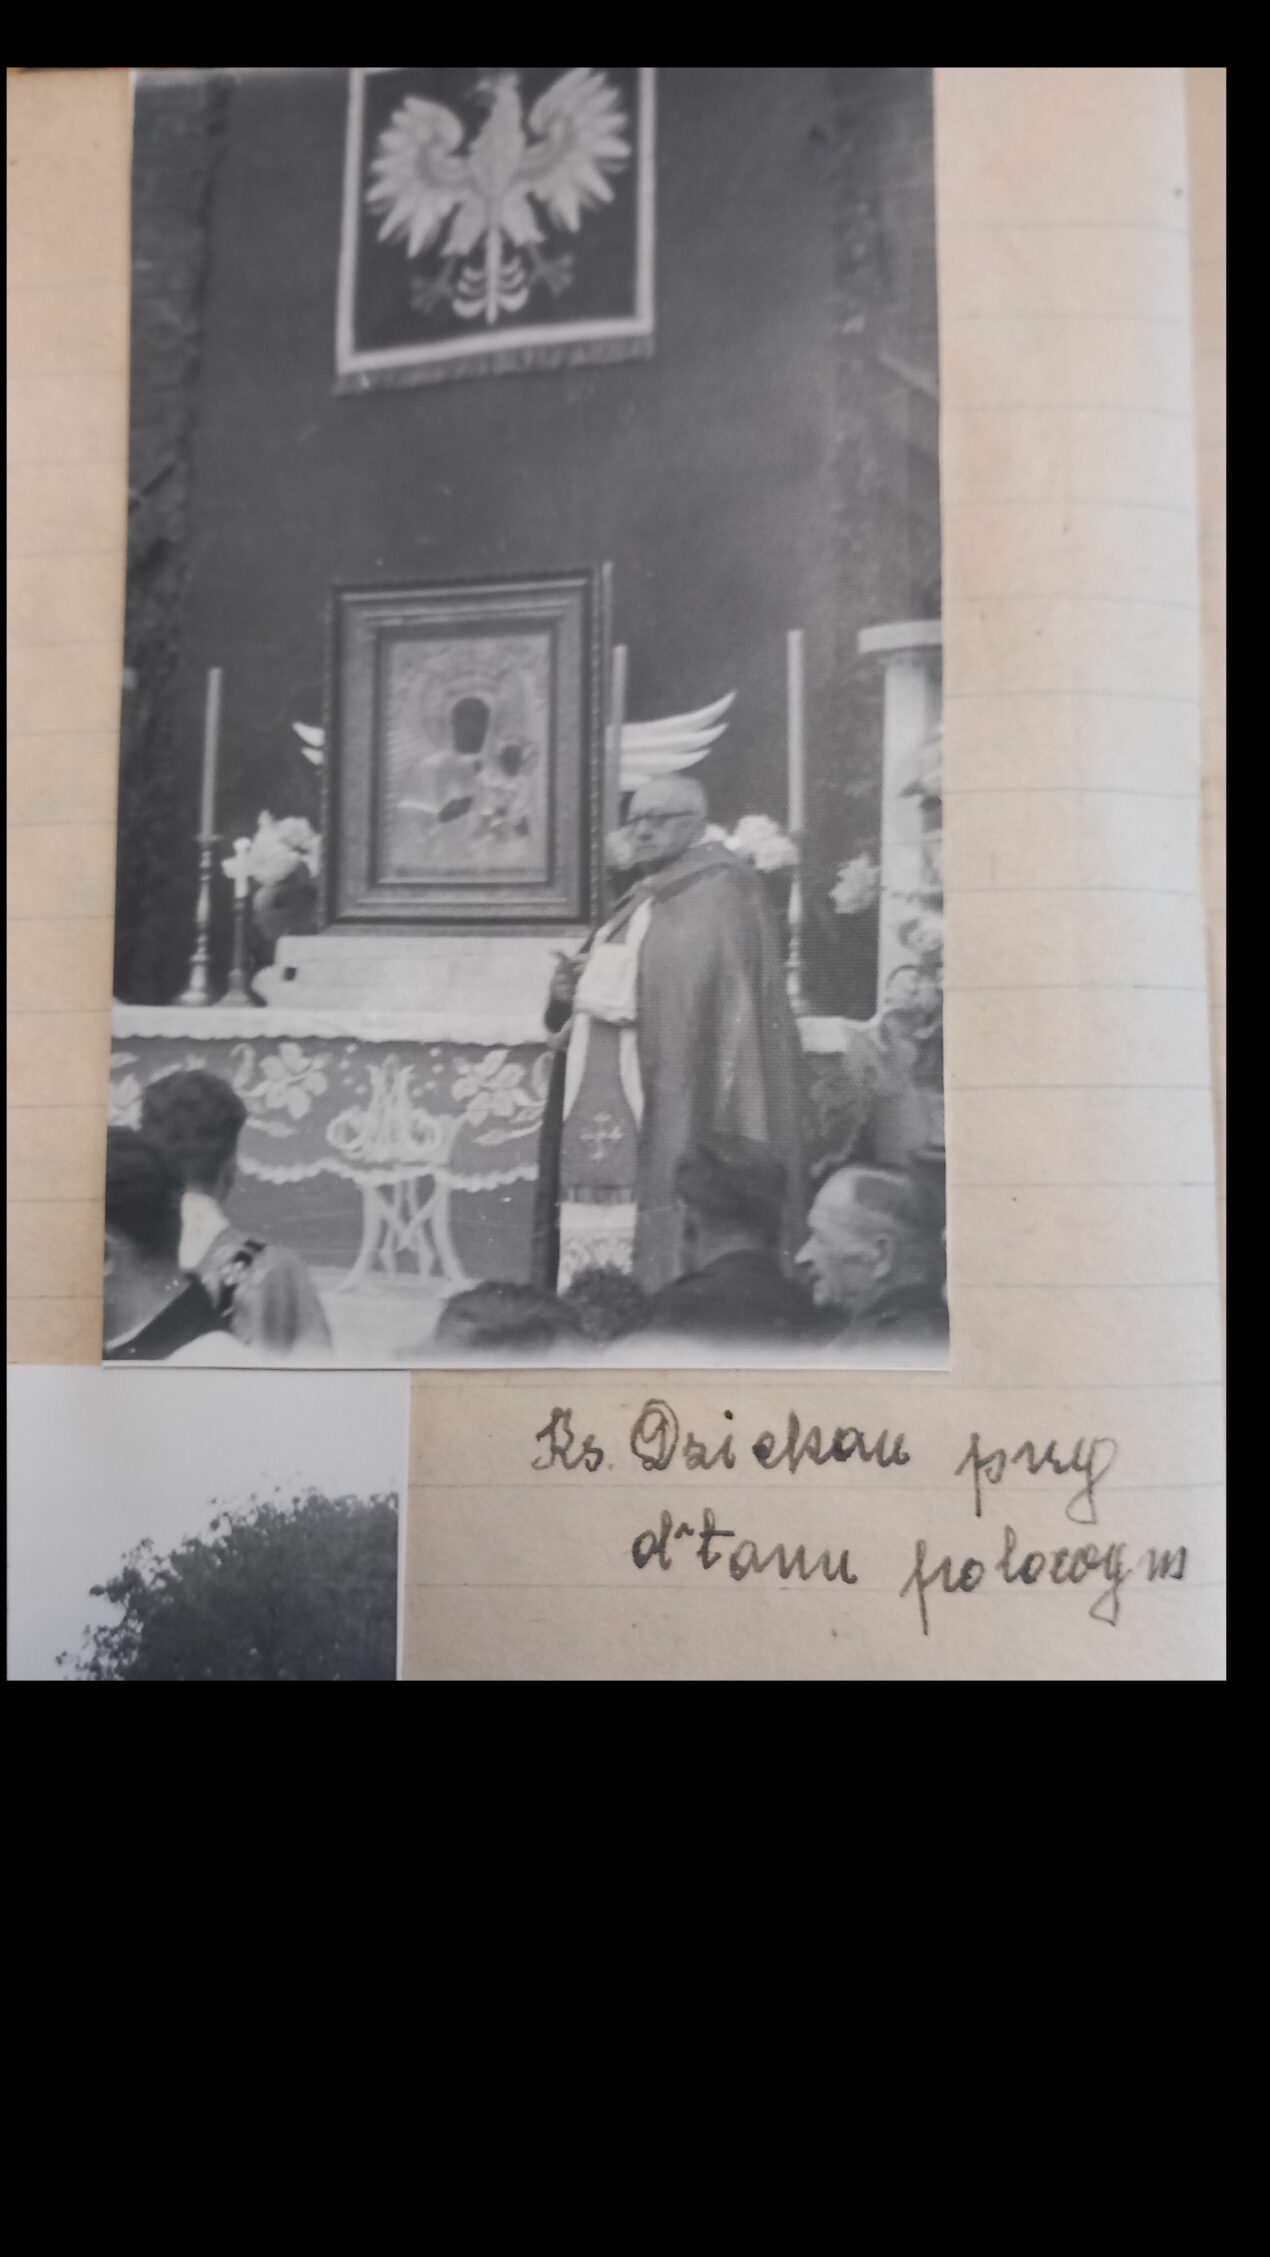 Ks. Dziekan przy
ołtarzu polowym